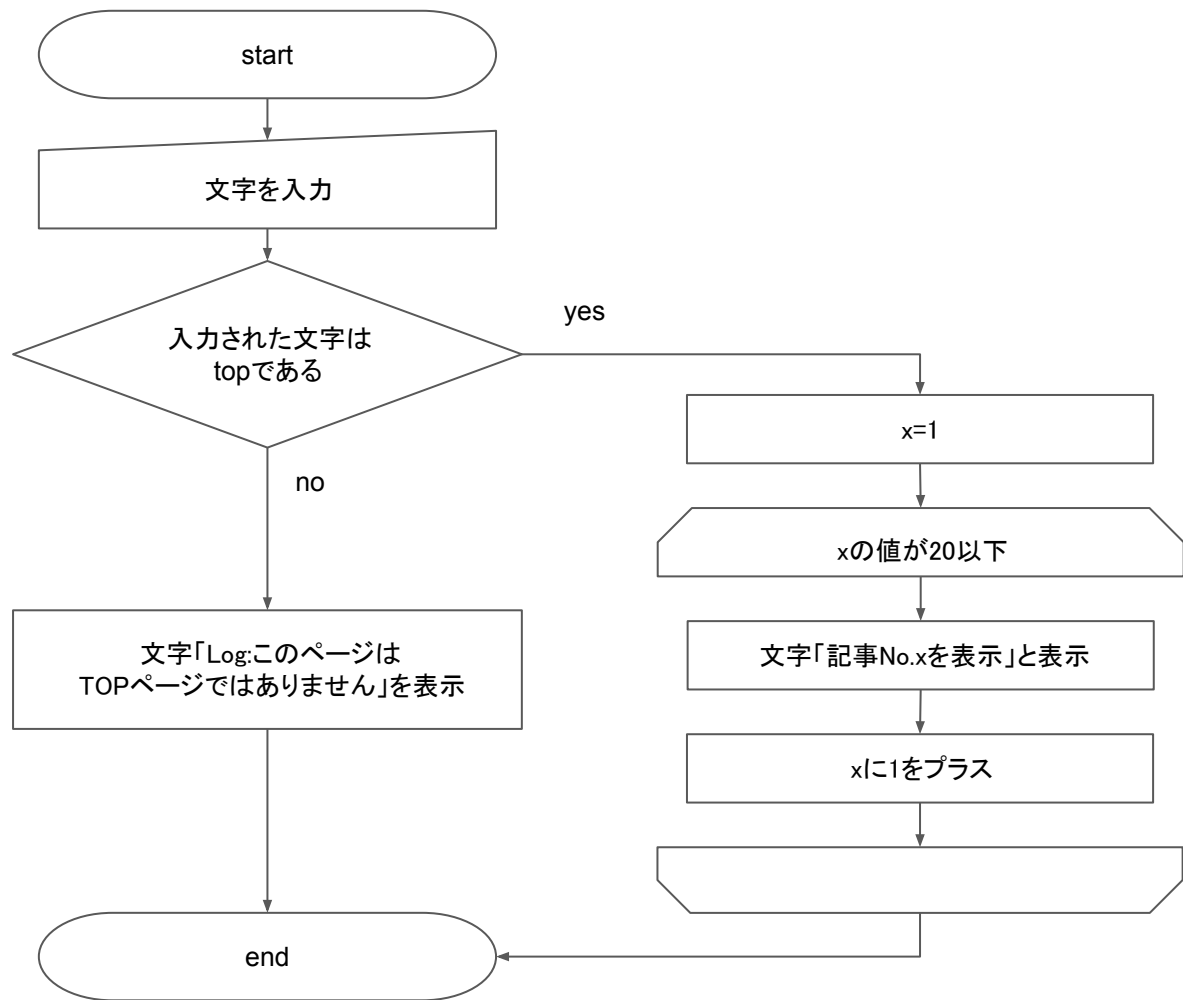 start
文字を入力
入力された文字は
topである
yes
no
x=1
xの値が20以下
文字「記事No.xを表示」と表示
xに1をプラス
文字「Log:このページは
TOPページではありません」を表示
end